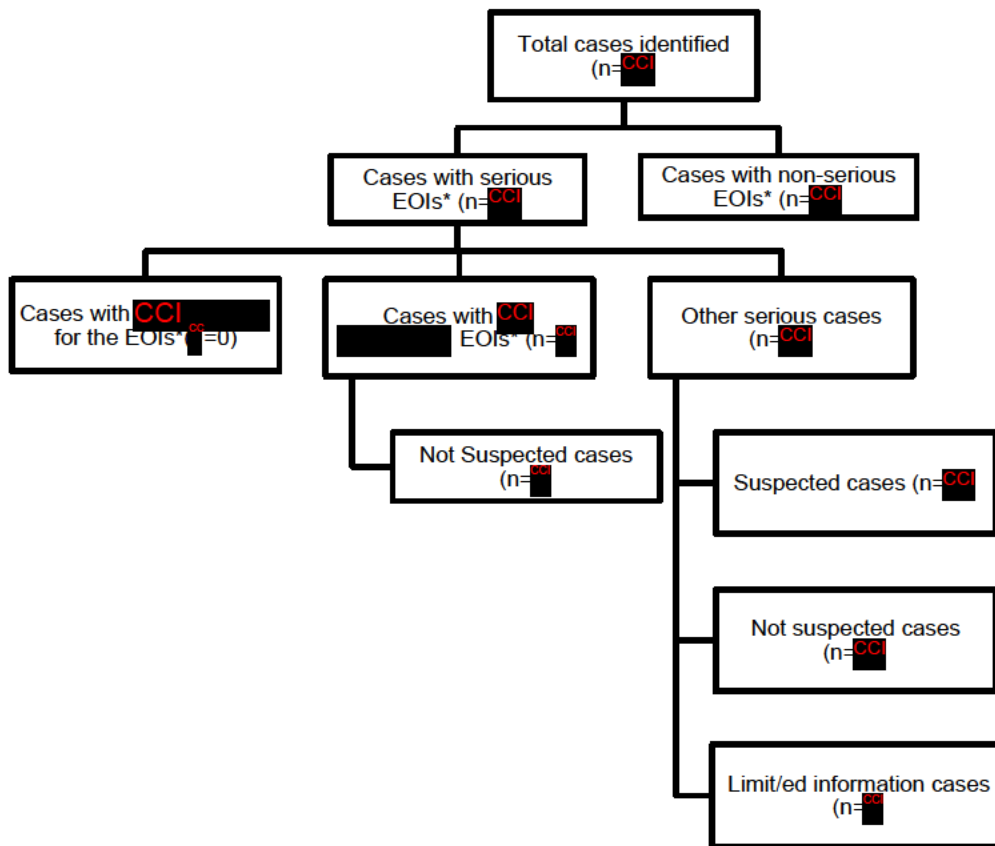 Total cases identified
(n=CCI
Cases with serious
EOIs* (n=CCI
Cases with non-serious
EOIs* (n=CCI
Cases with CCI
for the EOIs*( cc =0)
Cases with CCI
EOIs* (n=CCI
Other serious cases
(n=CCI
Not Suspected cases
(n=CCI
Suspected cases (n=CCI
Not suspected cases
(n=CCI
Limit/ed information cases
(n=CCI